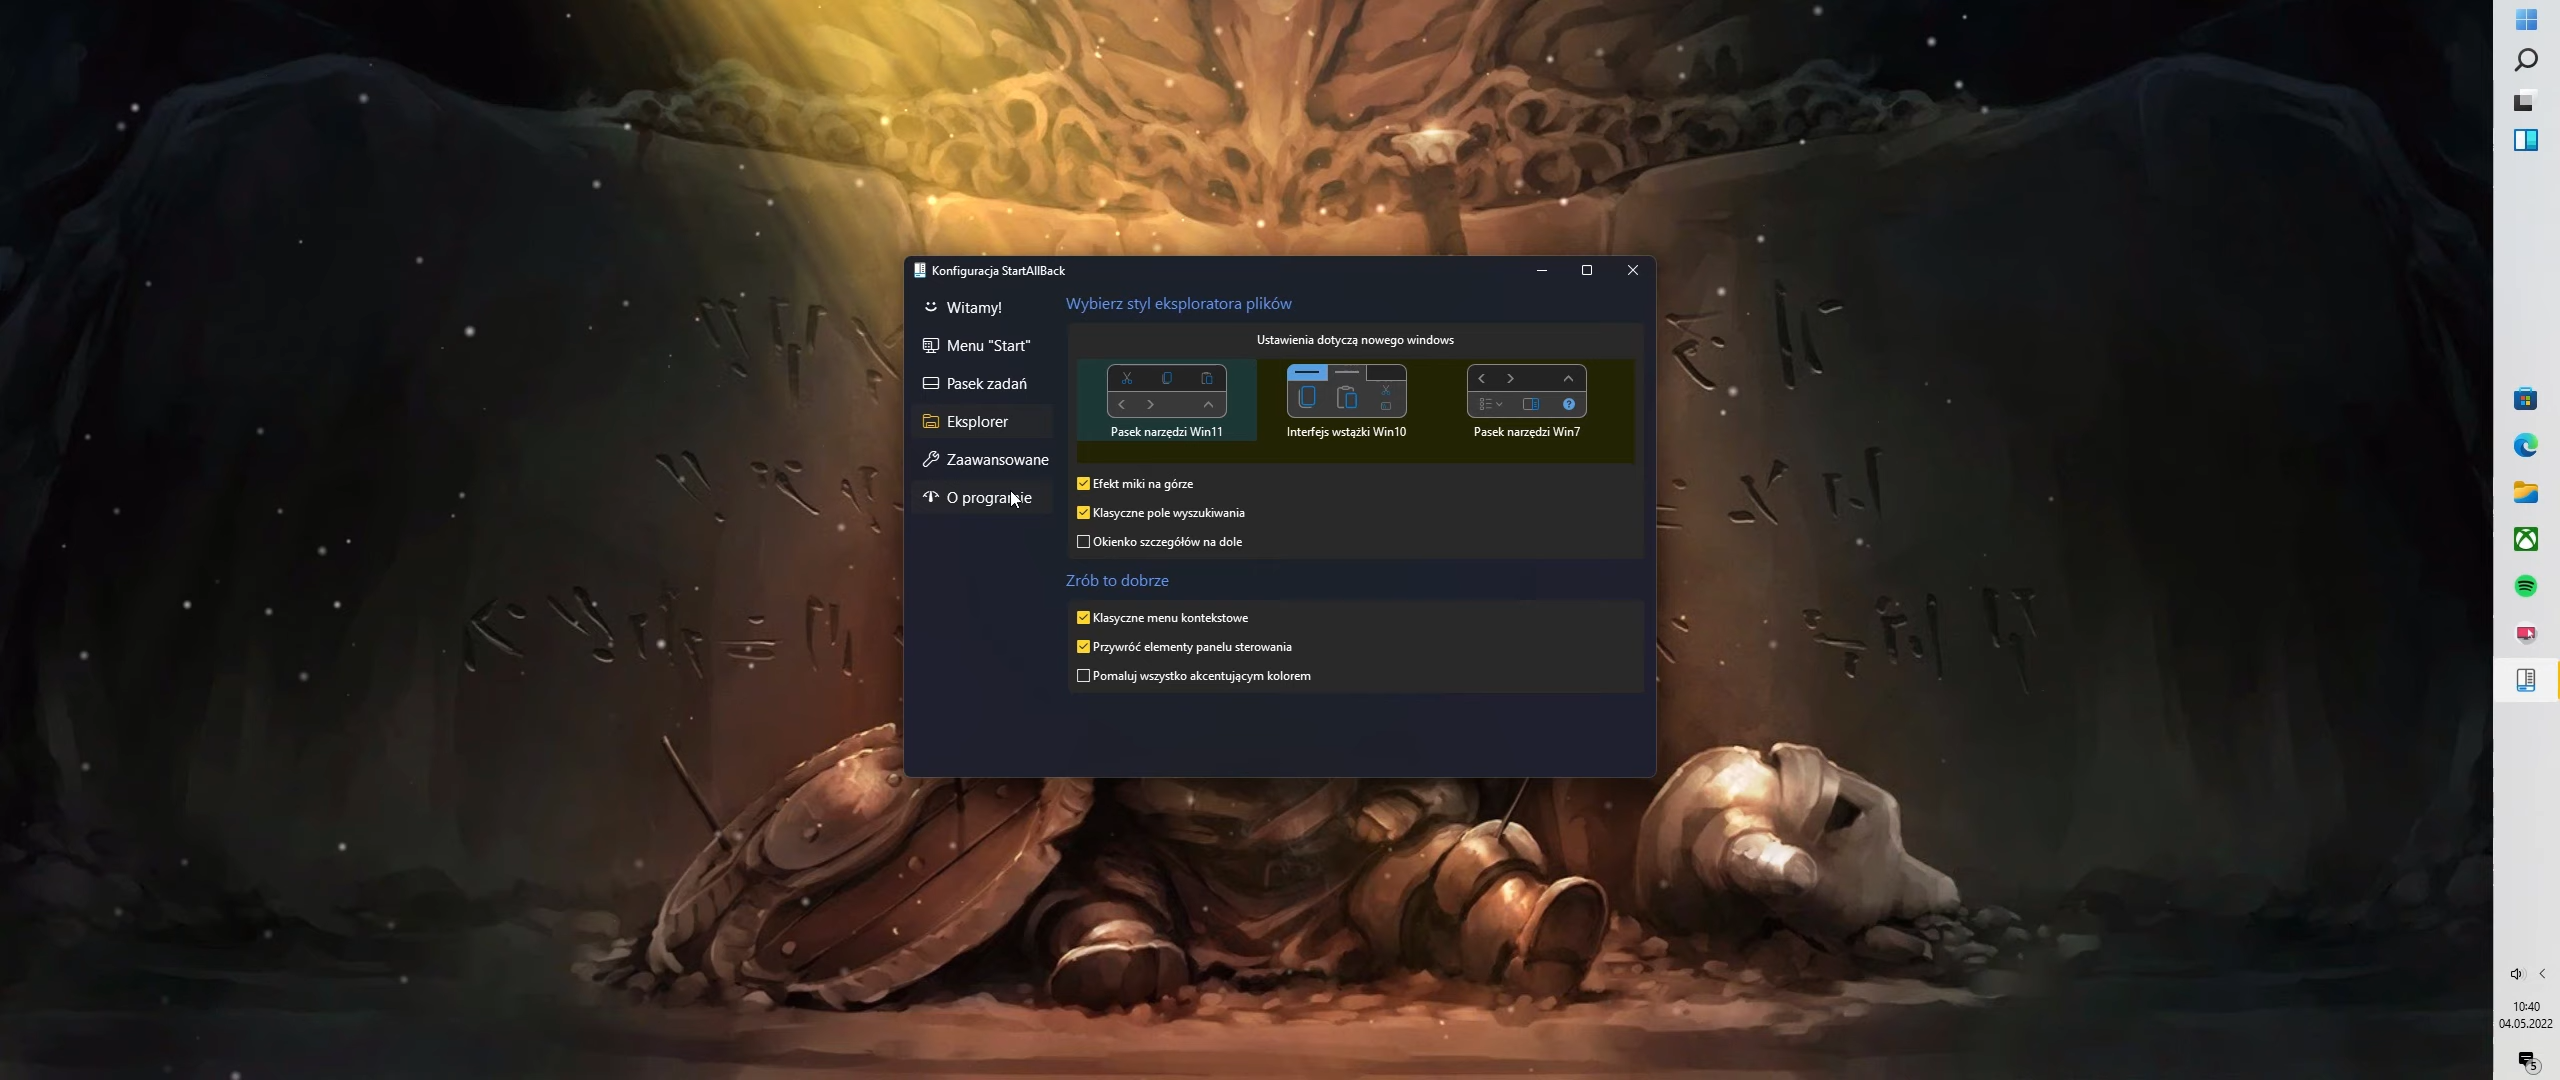 Konfiguracja StartAllBack
Witamy!
Menu "Start"
Pasek zadań
Eksplorer
Zaawansowane
O programie
Wybierz styl eksploratora plików
Ustawienia dotyczą nowego windows
Pasek narzędzi Win11
Interfejs wstążki Win10
Pasek narzędzi Win7
Efekt miki na górze
Klasyczne pole wyszukiwania
Okienko szczegółów na dole
Zrób to dobrze
Klasyczne menu kontekstowe
Przywróć elementy panelu sterowania
Pomaluj wszystko akcentującym kolorem
10:40
04.05.2022
5